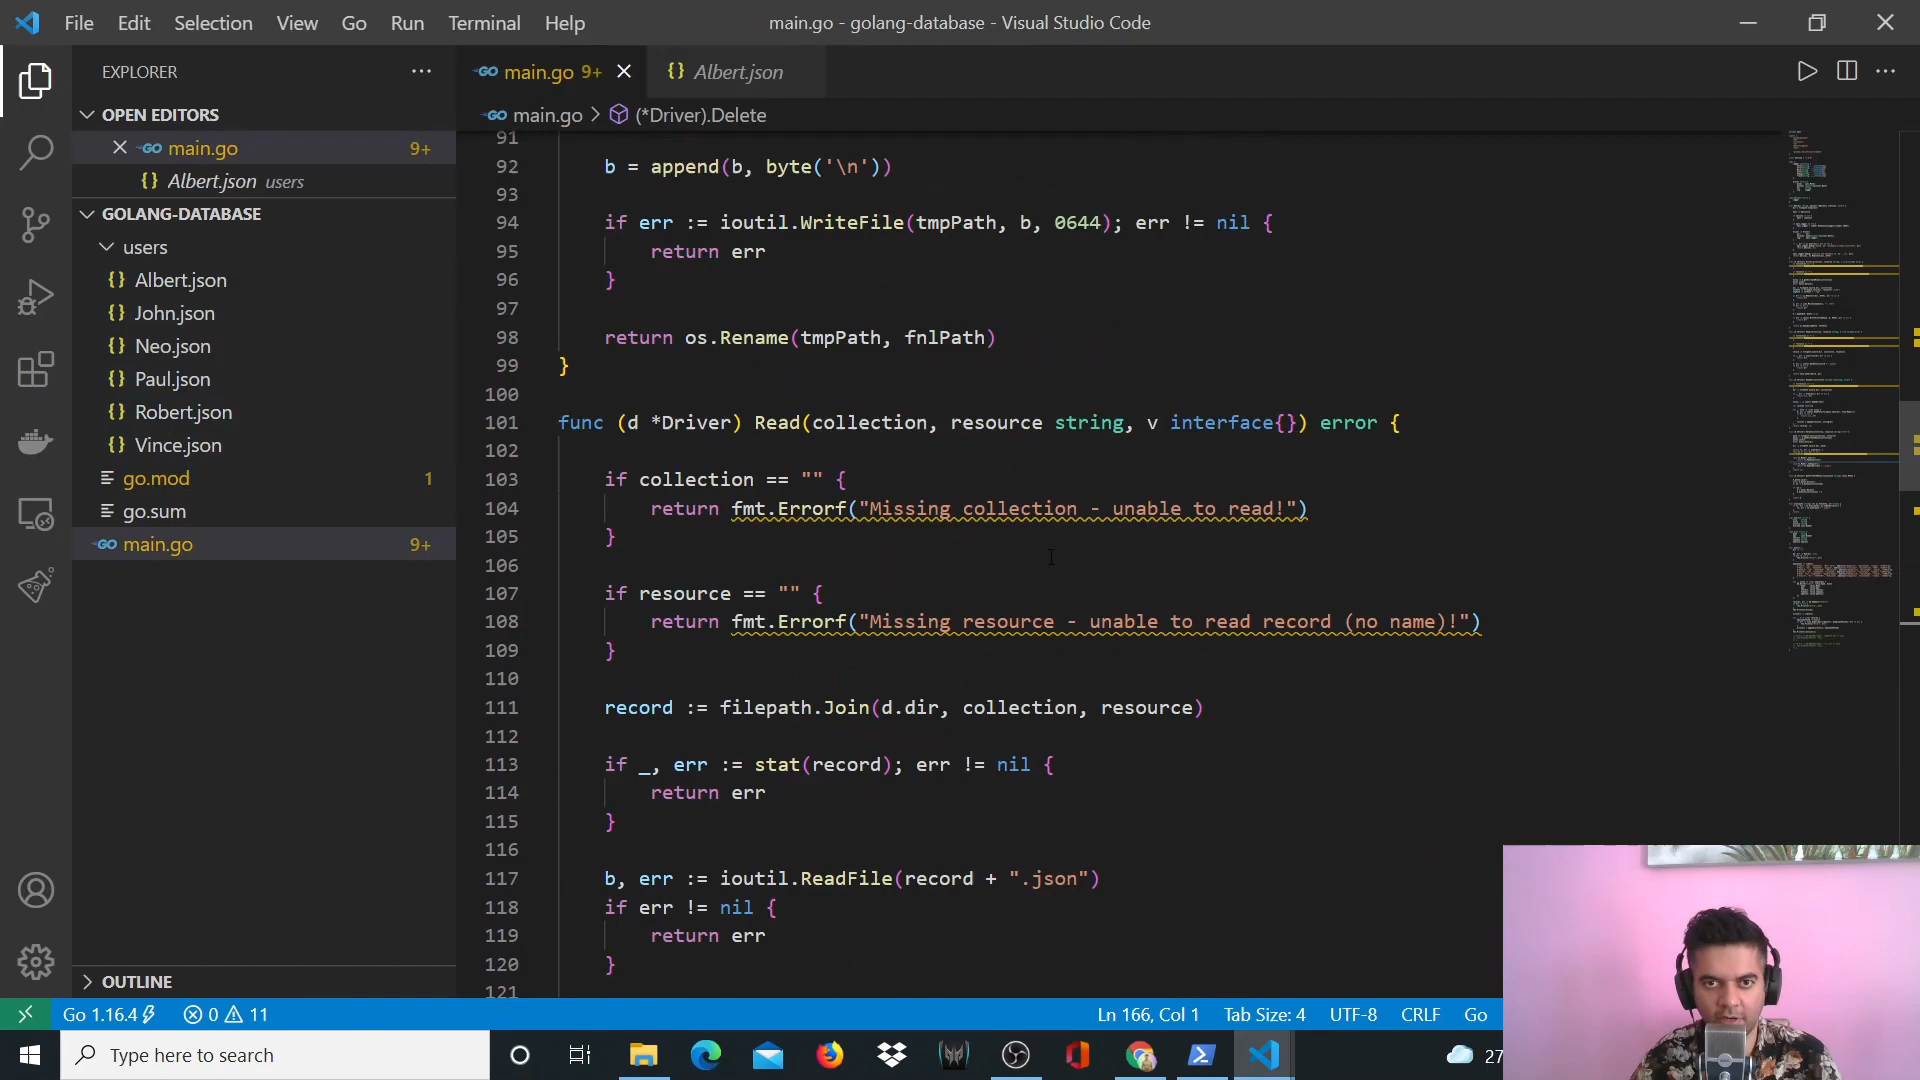 File Edit Selection View Go Run Terminal Help
main.go - golang-database - Visual Studio Code
EXPLORER
OPEN EDITORS
main.go 9+
Albert.json users
GOLANG-DATABASE
users
Albert.json
John.json
Neo.json
Paul.json
Robert.json
Vince.json
go.mod 1
go.sum
main.go 9+
OUTLINE
main.go 9+
Albert.json
main.go > (*Driver).Delete
91
92 b = append(b, byte('\n'))
93
94 if err := ioutil.WriteFile(tmpPath, b, 0644); err != nil {
95 return err
96 }
97
98 return os.Rename(tmpPath, fnlPath)
99 }
100
101 func (d *Driver) Read(collection, resource string, v interface{}) error {
102
103 if collection == "" {
104 return fmt.Errorf("Missing collection - unable to read!")
105 }
106
107 if resource == "" {
108 return fmt.Errorf("Missing resource - unable to read record (no name)!")
109 }
110
111 record := filepath.Join(d.dir, collection, resource)
112
113 if _, err := stat(record); err != nil {
114 return err
115 }
116
117 b, err := ioutil.ReadFile(record + ".json")
118 if err != nil {
119 return err
120 }
121
Go 1.16.4 0 11
Ln 166, Col 1 Tab Size: 4 UTF-8 CRLF Go
Type here to search
27